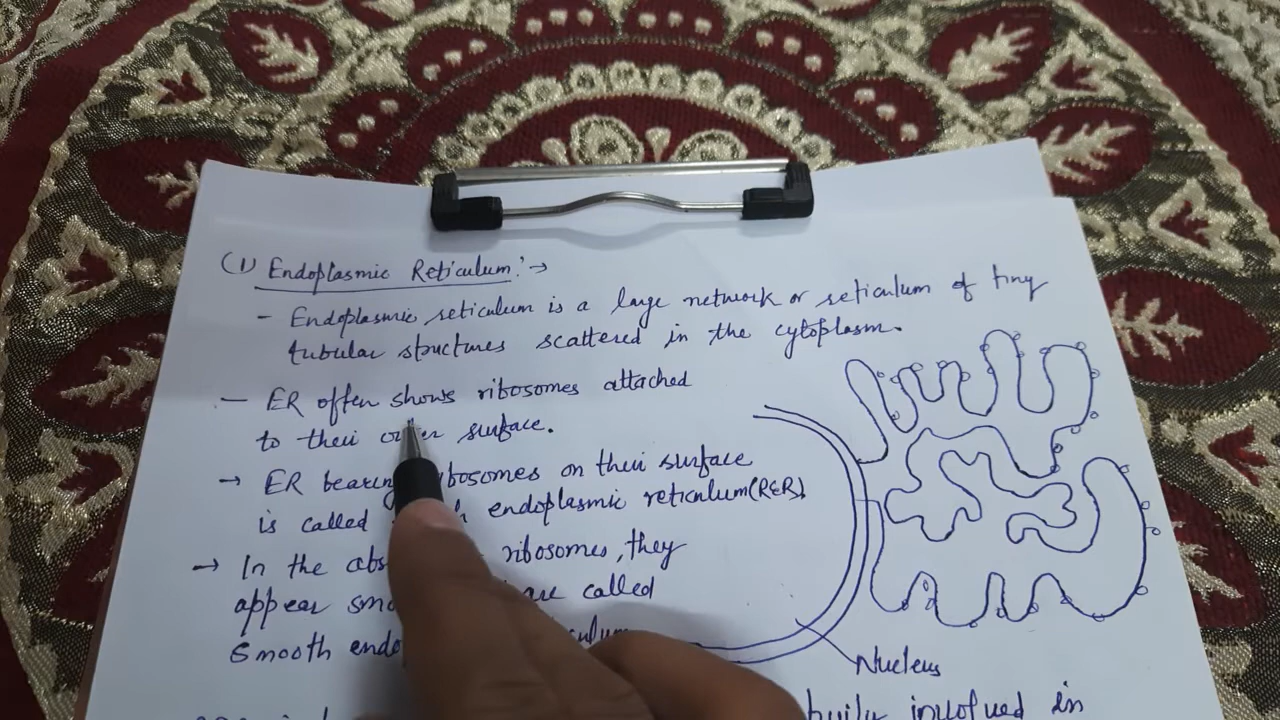 (1) Endoplasmic Reticulum:→
- Endoplasmic reticulum is a large network or reticulum of tiny
tubular structures scattered in the cytoplasm.
- ER often shows ribosomes attached
to their surface.
→ ER bearing ribosomes on their surface
is called endoplasmic reticulum (RER).
→ In the ribosomes, they
appear are called
Smooth
Nucleus
involved in